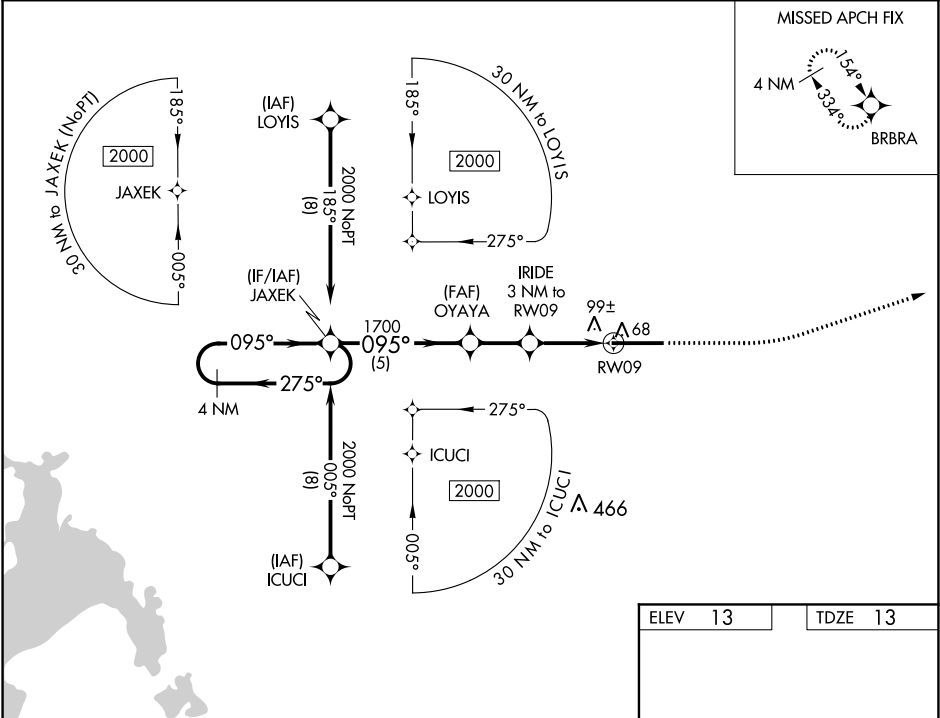 MISSED APCH FIX
4 NM
154°
334°
BRBRA
30 NM to JAXEK (NoPT)
185°
2000
JAXEK
005°
(IAF)
LOYIS
2000 NoPT
185°
(8)
30 NM to LOYIS
185°
2000
LOYIS
275°
(IF/IAF)
JAXEK
095°
275°
4 NM
1700
095°
(5)
(FAF)
OYAYA
IRIDE
3 NM to
RW09
99±
68
RW09
2000 NoPT
005°
(8)
(IAF)
ICUCI
275°
ICUCI
2000
005°
30 NM to ICUCI
466
ELEV 13
TDZE 13